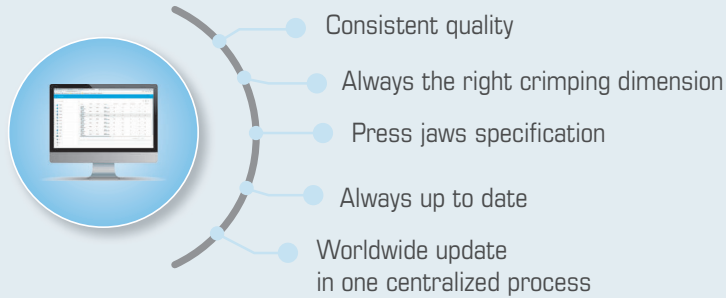 Consistent quality
Always the right crimping dimension
Press jaws specification
Always up to date
Worldwide update
in one centralized process